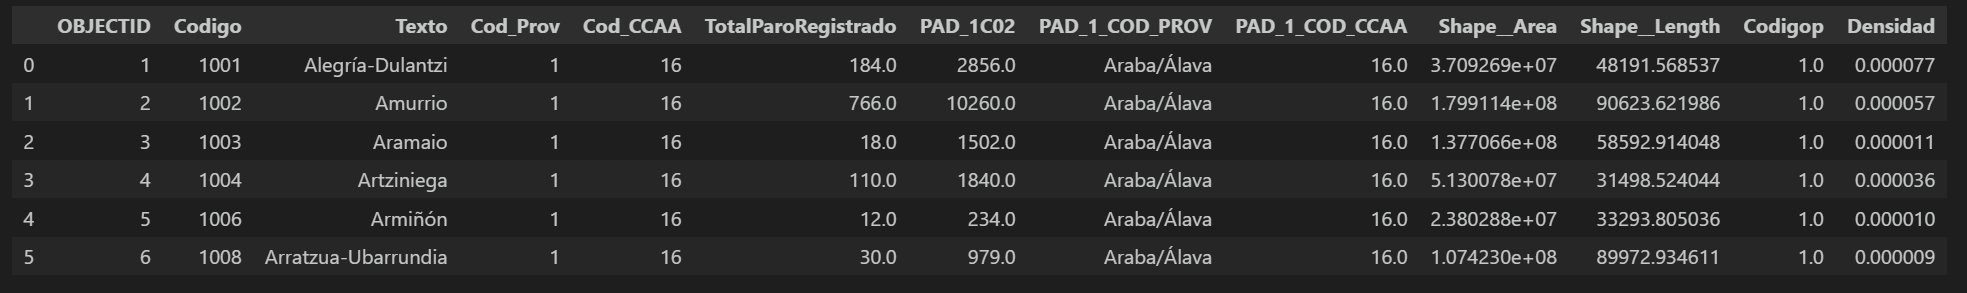 OBJECTID Codigo Texto Cod_Prov Cod_CCAA TotalParoRegistrado PAD_1C02 PAD_1_COD_PROV PAD_1_COD_CCAA Shape__Area Shape__Length Codigop Densidad
0 1 1001 Alegría-Dulantzi 1 16 184.0 2856.0 Araba/Álava 16.0 3.709269e+07 48191.568537 1.0 0.000077
1 2 1002 Amurrio 1 16 766.0 10260.0 Araba/Álava 16.0 1.799114e+08 90623.621986 1.0 0.000057
2 3 1003 Aramaio 1 16 18.0 1502.0 Araba/Álava 16.0 1.377066e+08 58592.914048 1.0 0.000011
3 4 1004 Artziniega 1 16 110.0 1840.0 Araba/Álava 16.0 5.130078e+07 31498.524044 1.0 0.000036
4 5 1006 Armiñón 1 16 12.0 234.0 Araba/Álava 16.0 2.380288e+07 33293.805036 1.0 0.000010
5 6 1008 Arratzua-Ubarrundia 1 16 30.0 979.0 Araba/Álava 16.0 1.074230e+08 89972.934611 1.0 0.000009